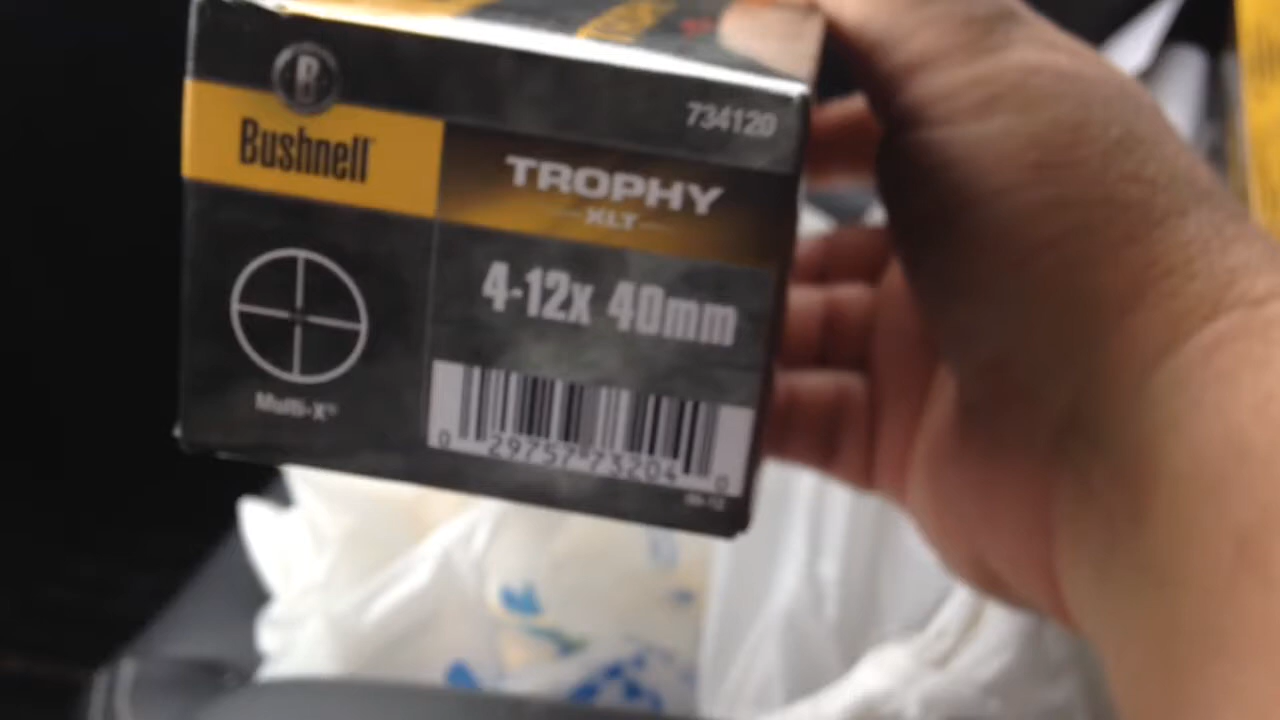 B
734120
Bushnell
TROPHY
XLT
4-12x 40mm
Multi-X®
0 29757 73204 0